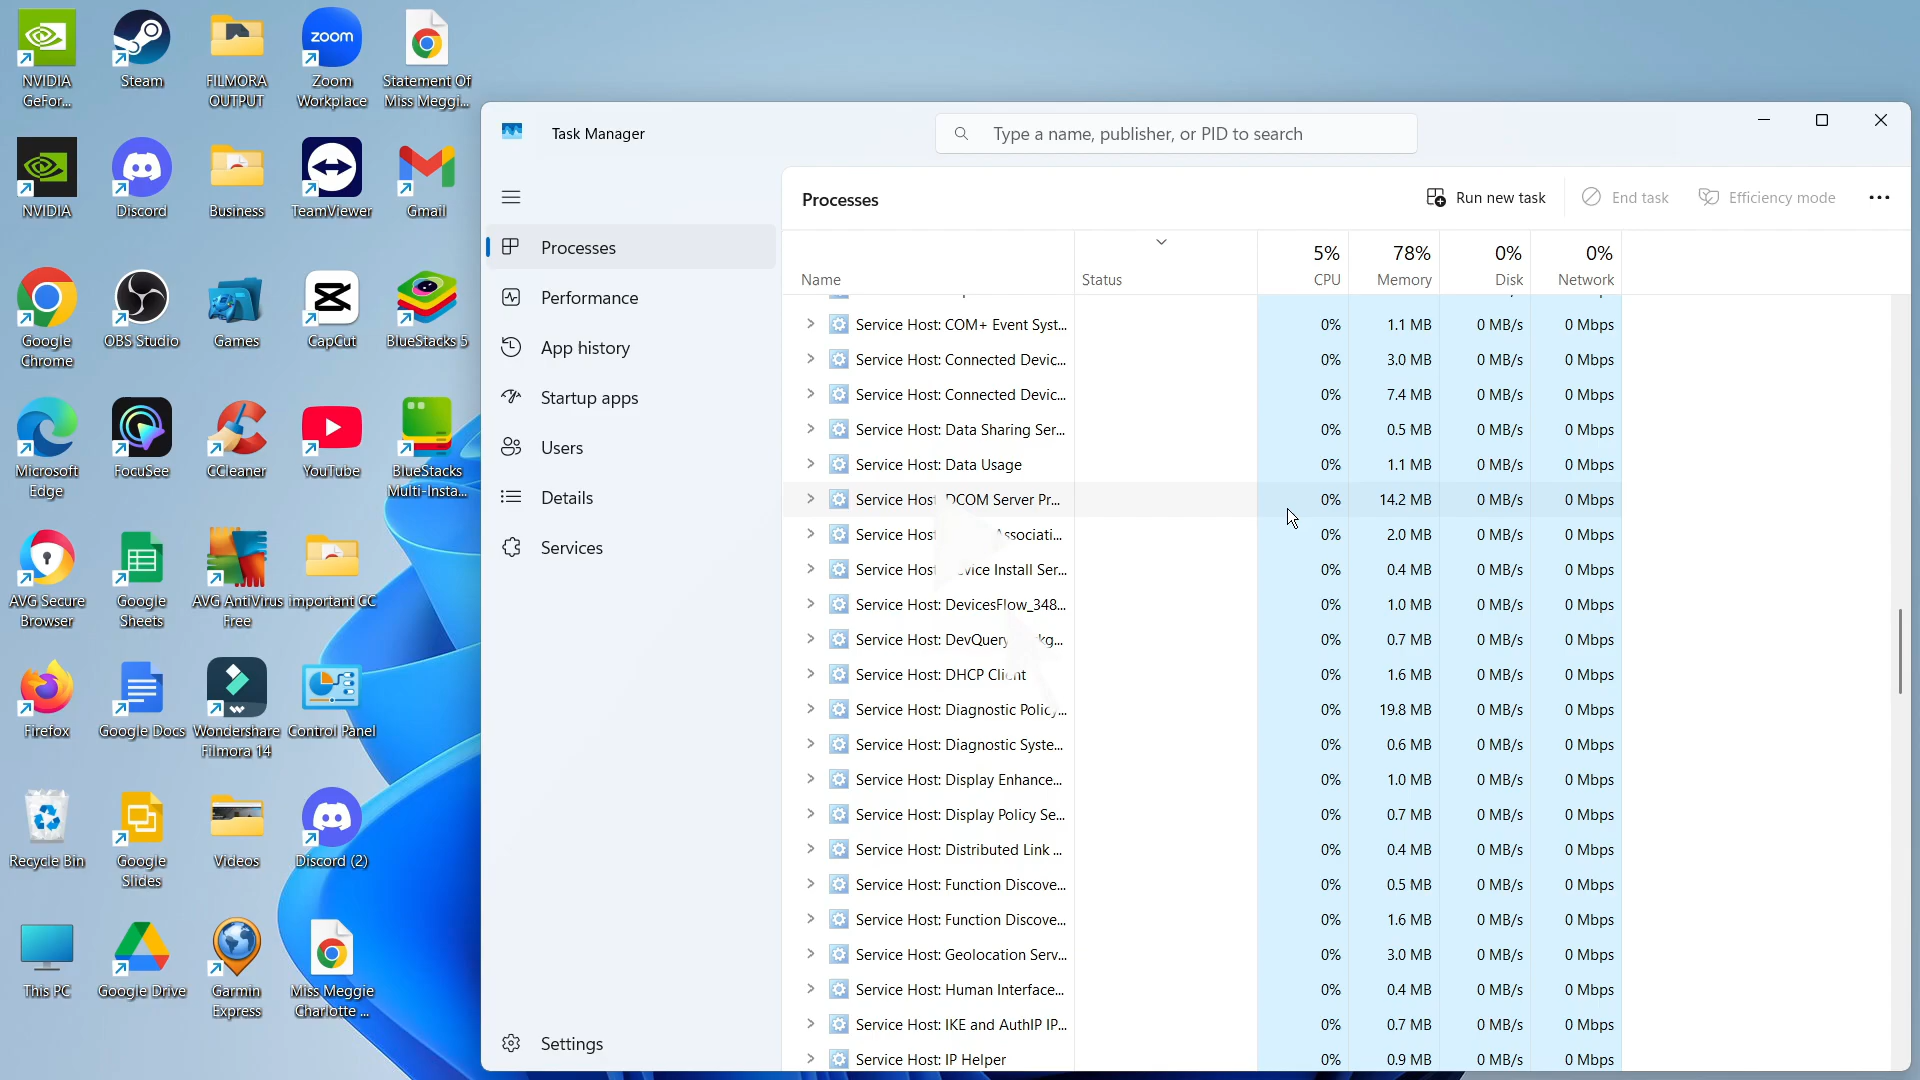 NVIDIA
GeFor...
Steam
FILMORA
OUTPUT
zoom
Zoom
Workplace
Statement Of
Miss Meggi...
NVIDIA
Discord
Business
TeamViewer
Gmail
Google
Chrome
OBS Studio
Games
CapCut
BlueStacks 5
Microsoft
Edge
FocuSee
CCleaner
YouTube
BlueStacks
Multi-Insta...
AVG Secure
Browser
Google
Sheets
AVG AntiVirus
Free
important CC
Firefox
Google Docs
Wondershare
Filmora 14
Control Panel
Recycle Bin
Google
Slides
Videos
Discord (2)
This PC
Google Drive
Garmin
Express
Miss Meggie
Charlotte ...
Task Manager
Type a name, publisher, or PID to search
Processes
Performance
App history
Startup apps
Users
Details
Services
Settings
Processes
Run new task
End task
Efficiency mode
5% 78% 0% 0%
Name Status CPU Memory Disk Network
Service Host: COM+ Event Syst... 0% 1.1 MB 0 MB/s 0 Mbps
Service Host: Connected Devic... 0% 3.0 MB 0 MB/s 0 Mbps
Service Host: Connected Devic... 0% 7.4 MB 0 MB/s 0 Mbps
Service Host: Data Sharing Ser... 0% 0.5 MB 0 MB/s 0 Mbps
Service Host: Data Usage 0% 1.1 MB 0 MB/s 0 Mbps
Service Host: DCOM Server Pr... 0% 14.2 MB 0 MB/s 0 Mbps
Service Host: Associati... 0% 2.0 MB 0 MB/s 0 Mbps
Service Host: Device Install Ser... 0% 0.4 MB 0 MB/s 0 Mbps
Service Host: DevicesFlow_348... 0% 1.0 MB 0 MB/s 0 Mbps
Service Host: DevQuery 0% 0.7 MB 0 MB/s 0 Mbps
Service Host: DHCP Client 0% 1.6 MB 0 MB/s 0 Mbps
Service Host: Diagnostic Policy... 0% 19.8 MB 0 MB/s 0 Mbps
Service Host: Diagnostic Syste... 0% 0.6 MB 0 MB/s 0 Mbps
Service Host: Display Enhance... 0% 1.0 MB 0 MB/s 0 Mbps
Service Host: Display Policy Se... 0% 0.7 MB 0 MB/s 0 Mbps
Service Host: Distributed Link ... 0% 0.4 MB 0 MB/s 0 Mbps
Service Host: Function Discove... 0% 0.5 MB 0 MB/s 0 Mbps
Service Host: Function Discove... 0% 1.6 MB 0 MB/s 0 Mbps
Service Host: Geolocation Serv... 0% 3.0 MB 0 MB/s 0 Mbps
Service Host: Human Interface... 0% 0.4 MB 0 MB/s 0 Mbps
Service Host: IKE and AuthIP IP... 0% 0.7 MB 0 MB/s 0 Mbps
Service Host: IP Helper 0% 0.9 MB 0 MB/s 0 Mbps